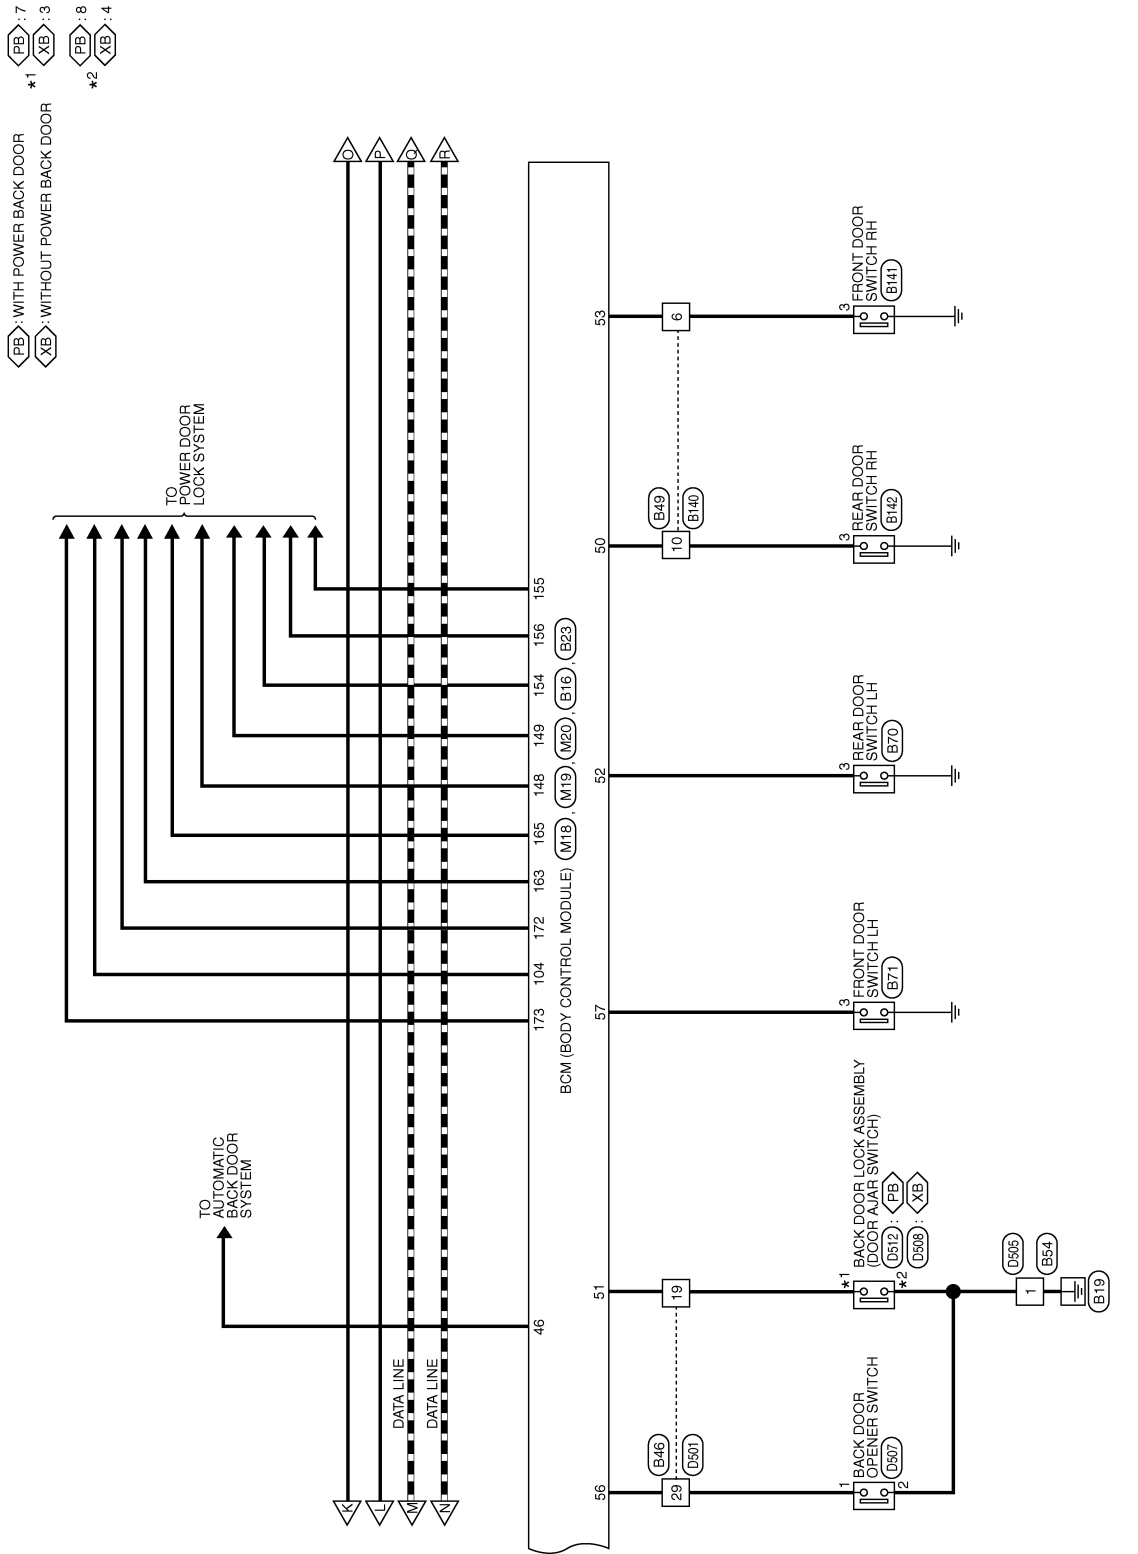 PB : WITH POWER BACK DOOR
XB : WITHOUT POWER BACK DOOR
*1
PB : 7
XB : 3
*2
PB : 8
XB : 4
TO
AUTOMATIC
BACK DOOR
SYSTEM
TO
POWER DOOR
LOCK SYSTEM
K
O
L
P
M
DATA LINE
Q
N
DATA LINE
R
46
173
104
172
163
165
148
149
154
156
155
BCM (BODY CONTROL MODULE) M18 , M19 , M20 , B16 , B23
56
51
57
52
50
53
B46
D501
29
19
B49
B140
10
6
1
BACK DOOR
OPENER SWITCH
D507
2
*1
BACK DOOR LOCK ASSEMBLY
(DOOR AJAR SWITCH)
D512 : PB
D508 : XB
*2
3
FRONT DOOR
SWITCH LH
B71
3
REAR DOOR
SWITCH LH
B70
3
REAR DOOR
SWITCH RH
B142
3
FRONT DOOR
SWITCH RH
B141
D505
B54
1
B19